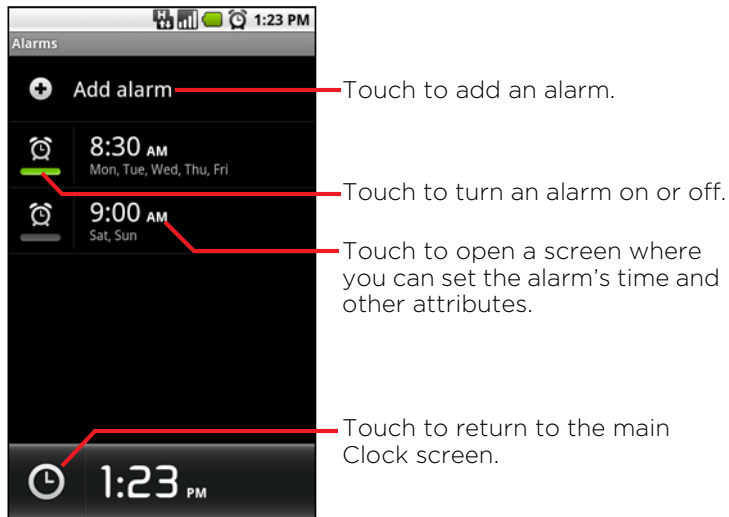 1:23 PM
Alarms
Add alarm
Touch to add an alarm.
8:30 AM
Mon, Tue, Wed, Thu, Fri
Touch to turn an alarm on or off.
9:00 AM
Sat, Sun
Touch to open a screen where
you can set the alarm's time and
other attributes.
Touch to return to the main
Clock screen.
1:23 PM